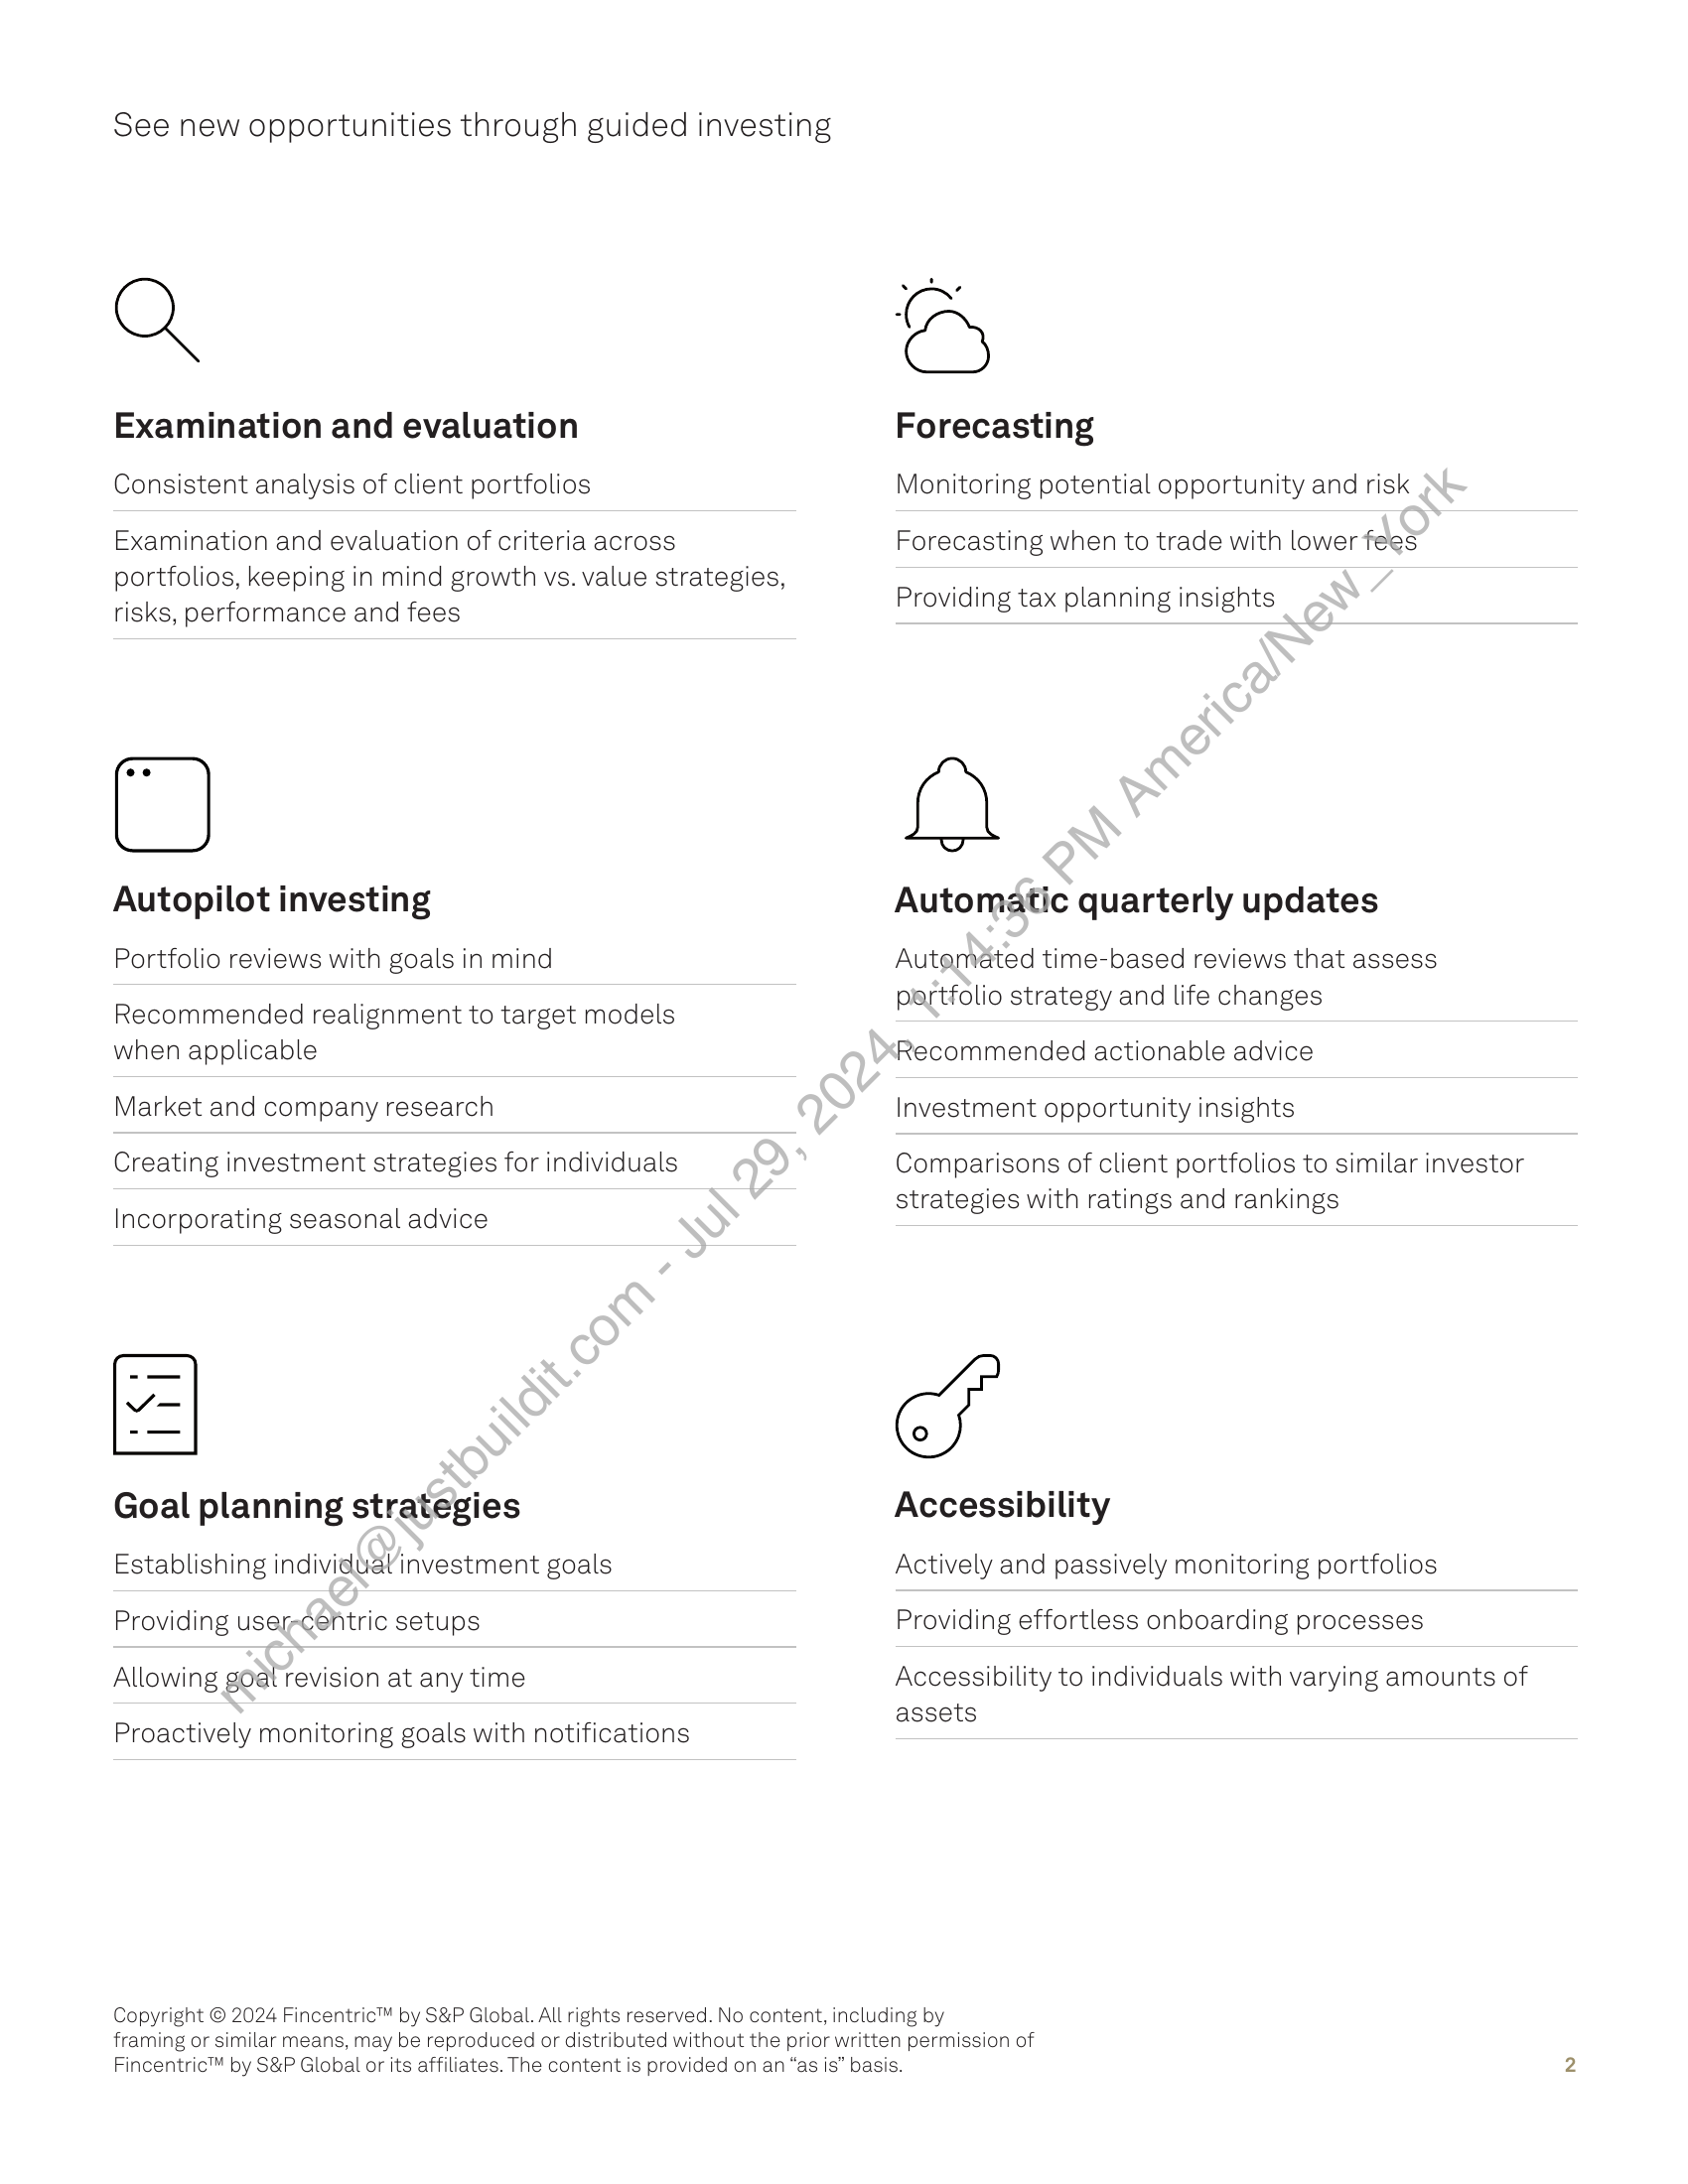 See new opportunities through guided investing
Examination and evaluation
Consistent analysis of client portfolios
Examination and evaluation of criteria across
portfolios, keeping in mind growth vs. value strategies,
risks, performance and fees
Forecasting
Monitoring potential opportunity and risk
Forecasting when to trade with lower fees
Providing tax planning insights
Autopilot investing
Portfolio reviews with goals in mind
Recommended realignment to target models
when applicable
Market and company research
Creating investment strategies for individuals
Incorporating seasonal advice
Automatic quarterly updates
Automated time-based reviews that assess
portfolio strategy and life changes
Recommended actionable advice
Investment opportunity insights
Comparisons of client portfolios to similar investor
strategies with ratings and rankings
Goal planning strategies
Establishing individual investment goals
Providing user-centric setups
Allowing goal revision at any time
Proactively monitoring goals with notifications
Accessibility
Actively and passively monitoring portfolios
Providing effortless onboarding processes
Accessibility to individuals with varying amounts of
assets
michael@justbuildit.com - Jul 29, 2024, 1:14:36 PM America/New_York
Copyright © 2024 Fincentric™ by S&P Global. All rights reserved. No content, including by
framing or similar means, may be reproduced or distributed without the prior written permission of
Fincentric™ by S&P Global or its affiliates. The content is provided on an “as is” basis.
2